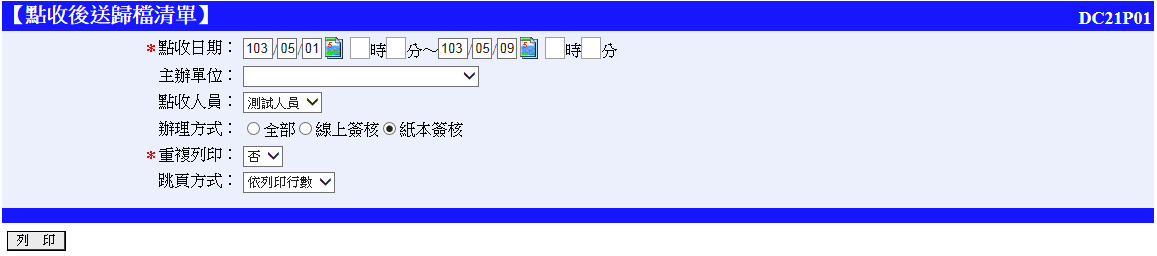 【點收後送歸檔清單】 DC21P01
*點收日期： 103/05/01 時 分～103/05/09 時 分
主辦單位：
點收人員： 測試人員
辦理方式： 全部 線上簽核 紙本簽核
*重複列印： 否
跳頁方式： 依列印行數
列 印